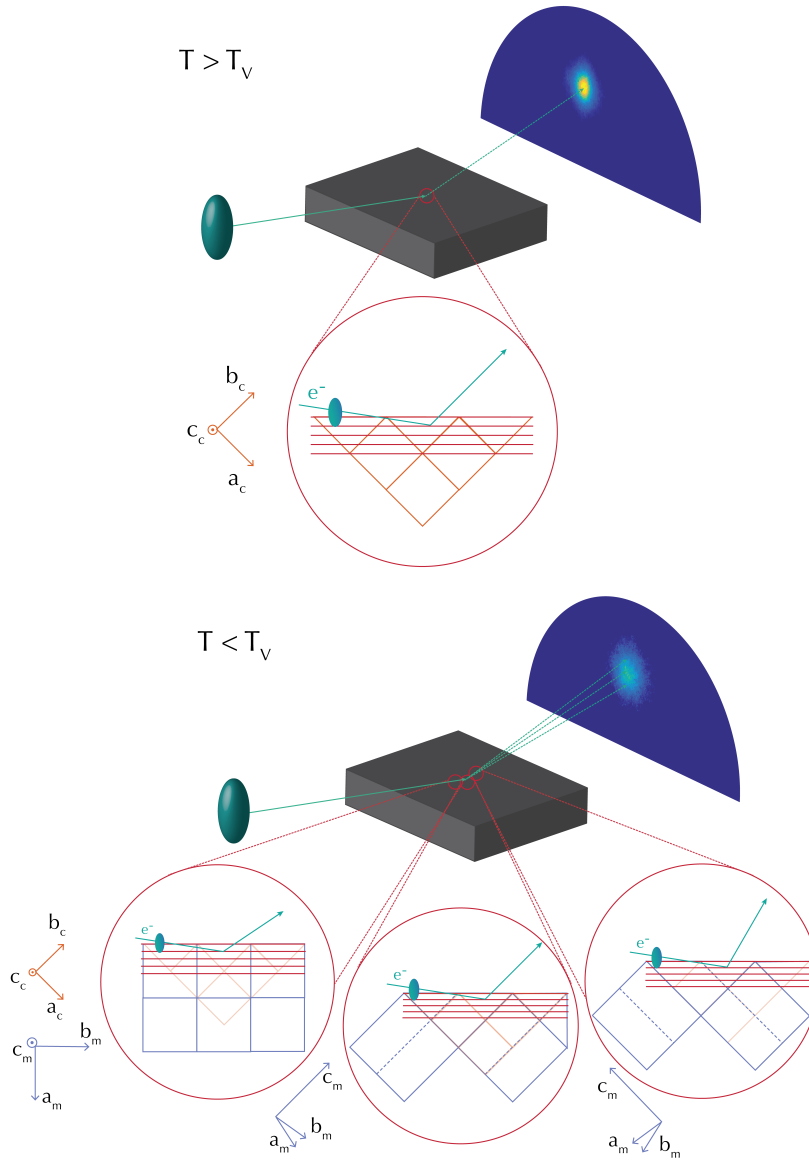 T > T_V
b_c
e⁻
c_c
a_c
T < T_V
b_c
c_c
a_c
b_m
c_m
a_m
e⁻
e⁻
e⁻
c_m
a_m
b_m
c_m
a_m
b_m